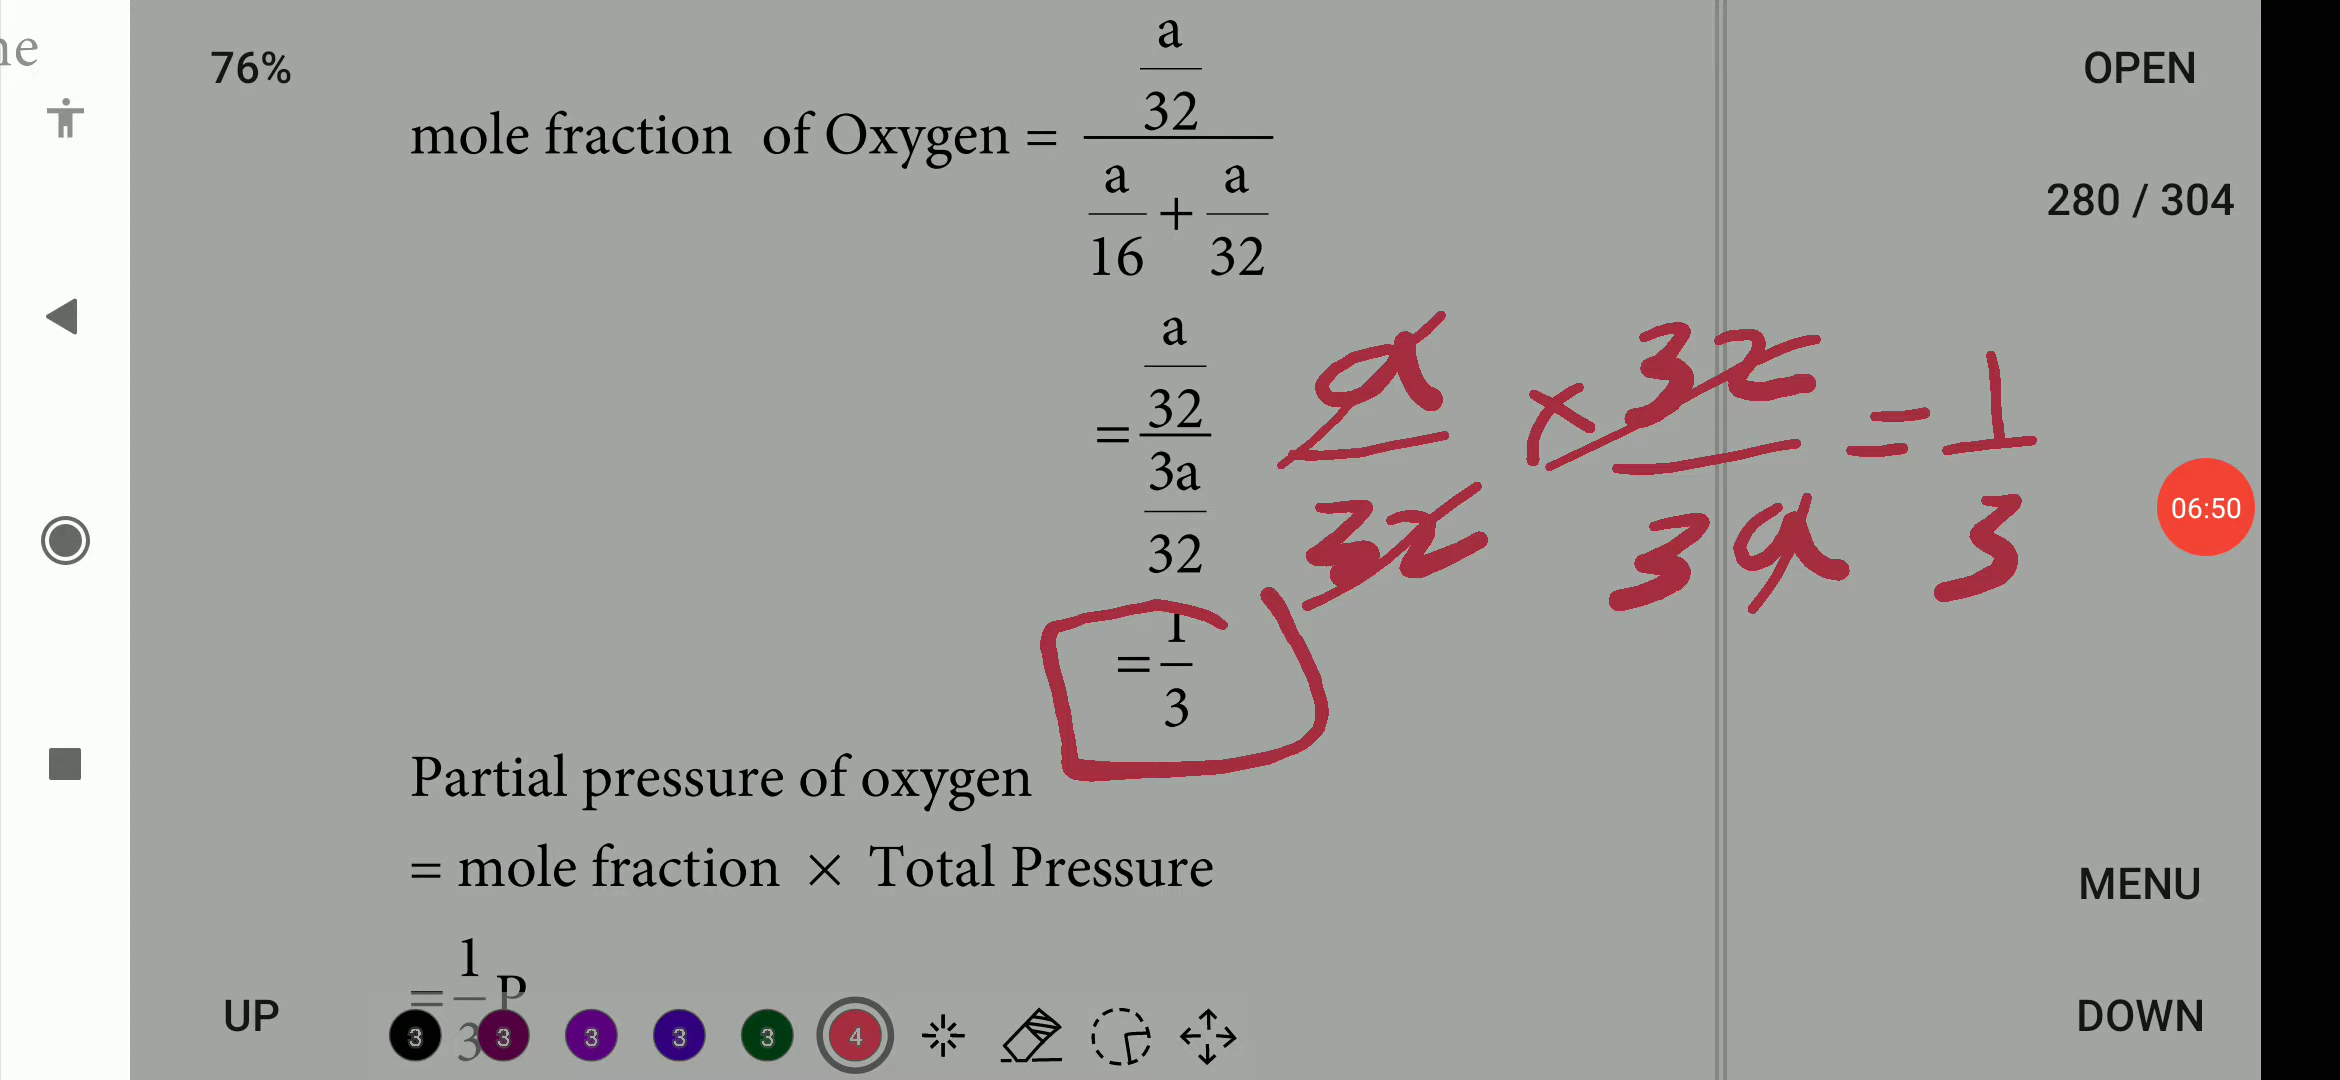 ne
76%
OPEN
280 / 304
mole fraction of Oxygen = a/32 / a/16 + a/32
= a/32 / 3a/32
a/32 × 32/3a = 1/3
= 1/3
06:50
Partial pressure of oxygen
= mole fraction × Total Pressure
= 1/3 P
MENU
UP
DOWN
3 3 3 3 3 4